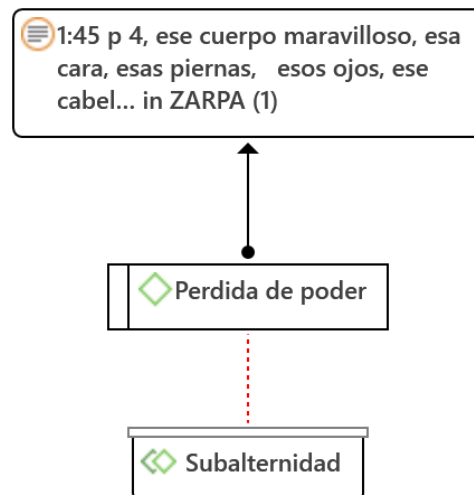 1:45 p 4, ese cuerpo maravilloso, esa
cara, esas piernas, esos ojos, ese
cabel... in ZARPA (1)
Perdida de poder
Subalternidad